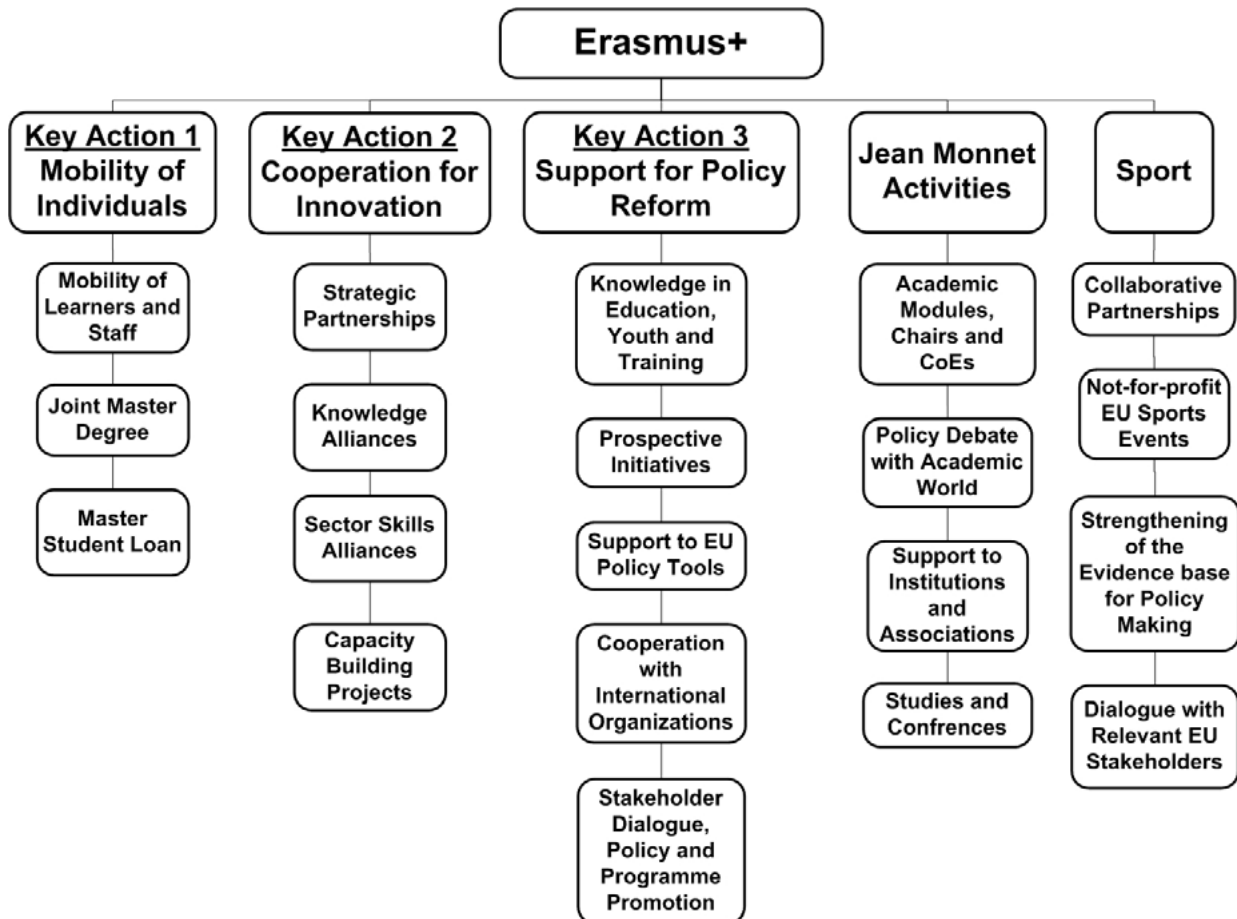 Erasmus+
Key Action 1
Mobility of
Individuals
Mobility of
Learners and
Staff
Joint Master
Degree
Master
Student Loan
Key Action 2
Cooperation for
Innovation
Strategic
Partnerships
Knowledge
Alliances
Sector Skills
Alliances
Capacity
Building
Projects
Key Action 3
Support for Policy
Reform
Knowledge in
Education,
Youth and
Training
Prospective
Initiatives
Support to EU
Policy Tools
Cooperation
with
International
Organizations
Stakeholder
Dialogue,
Policy and
Programme
Promotion
Jean Monnet
Activities
Academic
Modules,
Chairs and
CoEs
Policy Debate
with Academic
World
Support to
Institutions
and
Associations
Studies and
Confrences
Sport
Collaborative
Partnerships
Not-for-profit
EU Sports
Events
Strengthening
of the
Evidence base
for Policy
Making
Dialogue with
Relevant EU
Stakeholders